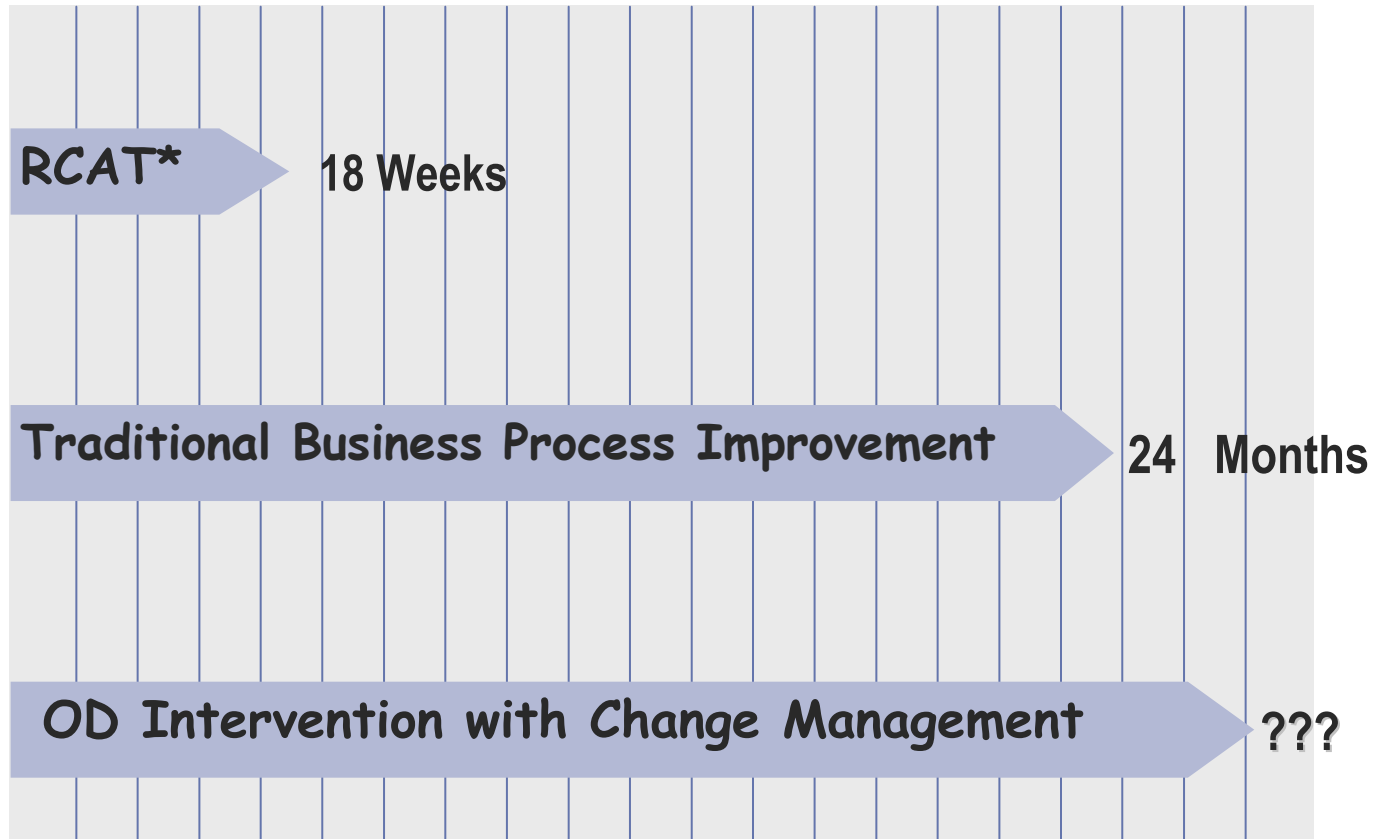 RCAT* 18 Weeks
Traditional Business Process Improvement 24 Months
OD Intervention with Change Management ???